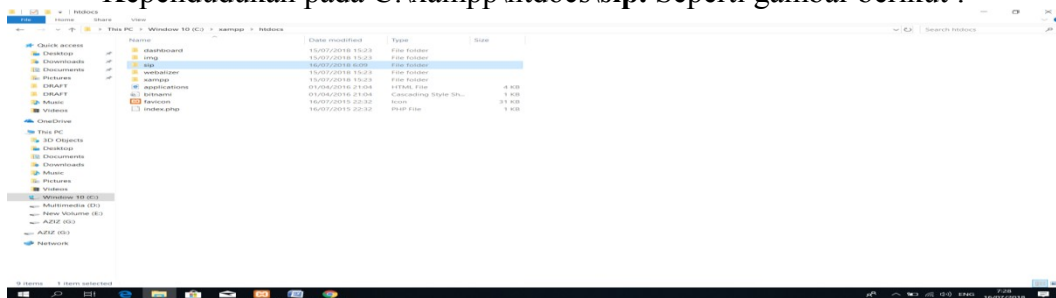 Kependudukan pada C:\xampp\htdocs\sip. Seperti gambar berikut :
htdocs
File Home Share View
This PC > Window 10 (C:) > xampp > htdocs
Search htdocs
Name Date modified Type Size
Quick access
Desktop
Downloads
Documents
Pictures
DRAFT
DRAFT
Music
Videos
OneDrive
This PC
3D Objects
Desktop
Documents
Downloads
Music
Pictures
Videos
Window 10 (C:)
Multimedia (D:)
New Volume (E:)
AZIZ (G:)
AZIZ (G:)
Network
dashboard 15/07/2018 15:23 File folder
img 15/07/2018 15:23 File folder
sip 16/07/2018 6:09 File folder
webalizer 15/07/2018 15:23 File folder
xampp 15/07/2018 15:23 File folder
applications 01/04/2016 21:04 HTML File 4 KB
bitnami 01/04/2016 21:04 Cascading Style Sh... 1 KB
favicon 16/07/2015 22:32 Icon 31 KB
index.php 16/07/2015 22:32 PHP File 1 KB
9 items 1 item selected
ENG
7:28
16/07/2018